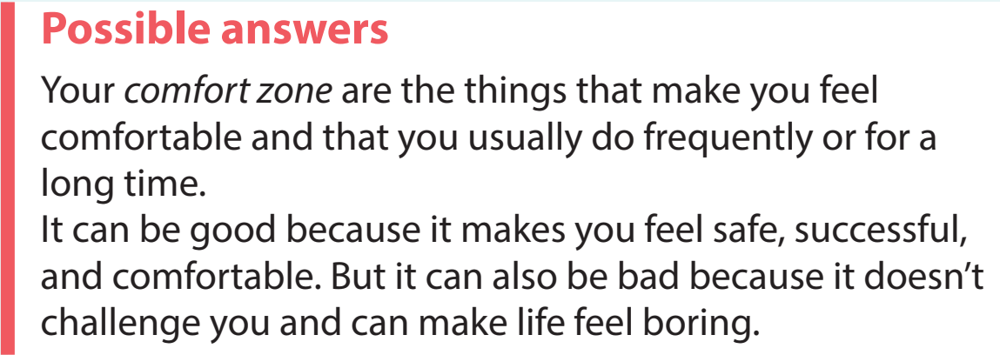 Possible answers
Your comfort zone are the things that make you feel
comfortable and that you usually do frequently or for a
long time.
It can be good because it makes you feel safe, successful,
and comfortable. But it can also be bad because it doesn’t
challenge you and can make life feel boring.